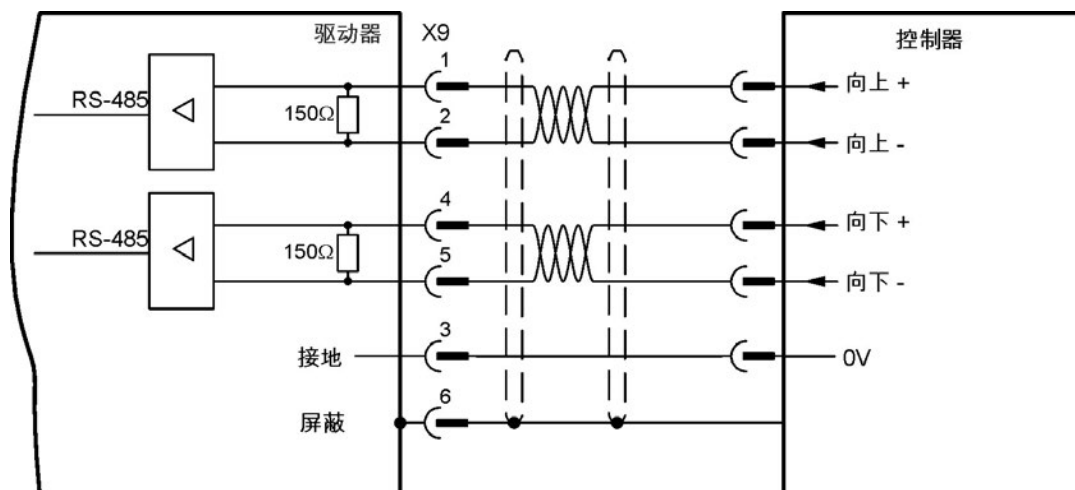 驱动器
X9
控制器
1
向上 +
RS-485
150Ω
2
向上 -
4
向下 +
RS-485
150Ω
5
向下 -
3
接地
0V
6
屏蔽